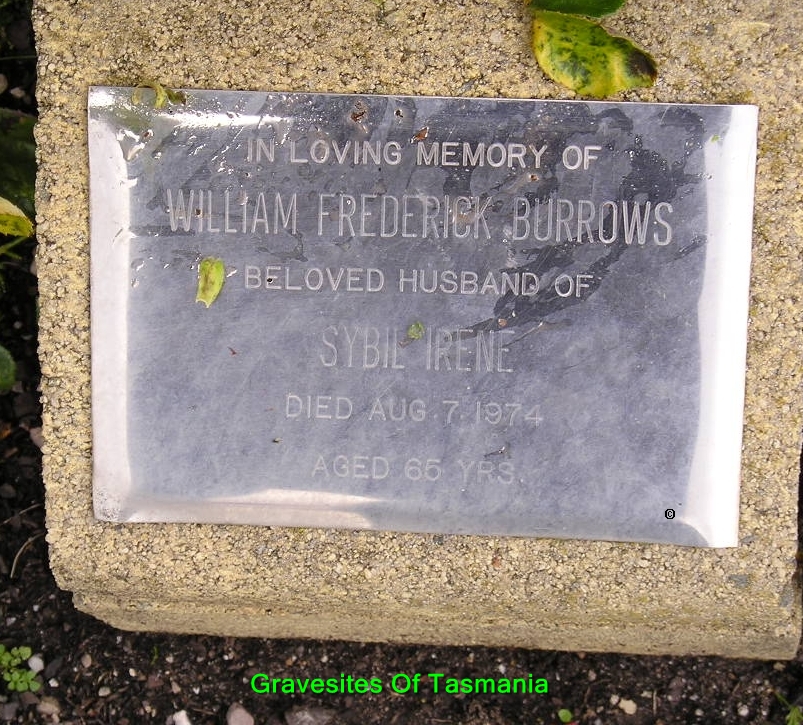 IN LOVING MEMORY OF
WILLIAM FREDERICK BURROWS
BELOVED HUSBAND OF
SYBIL IRENE
DIED AUG 7. 1974
AGED 65 YRS.
©
Gravesites Of Tasmania